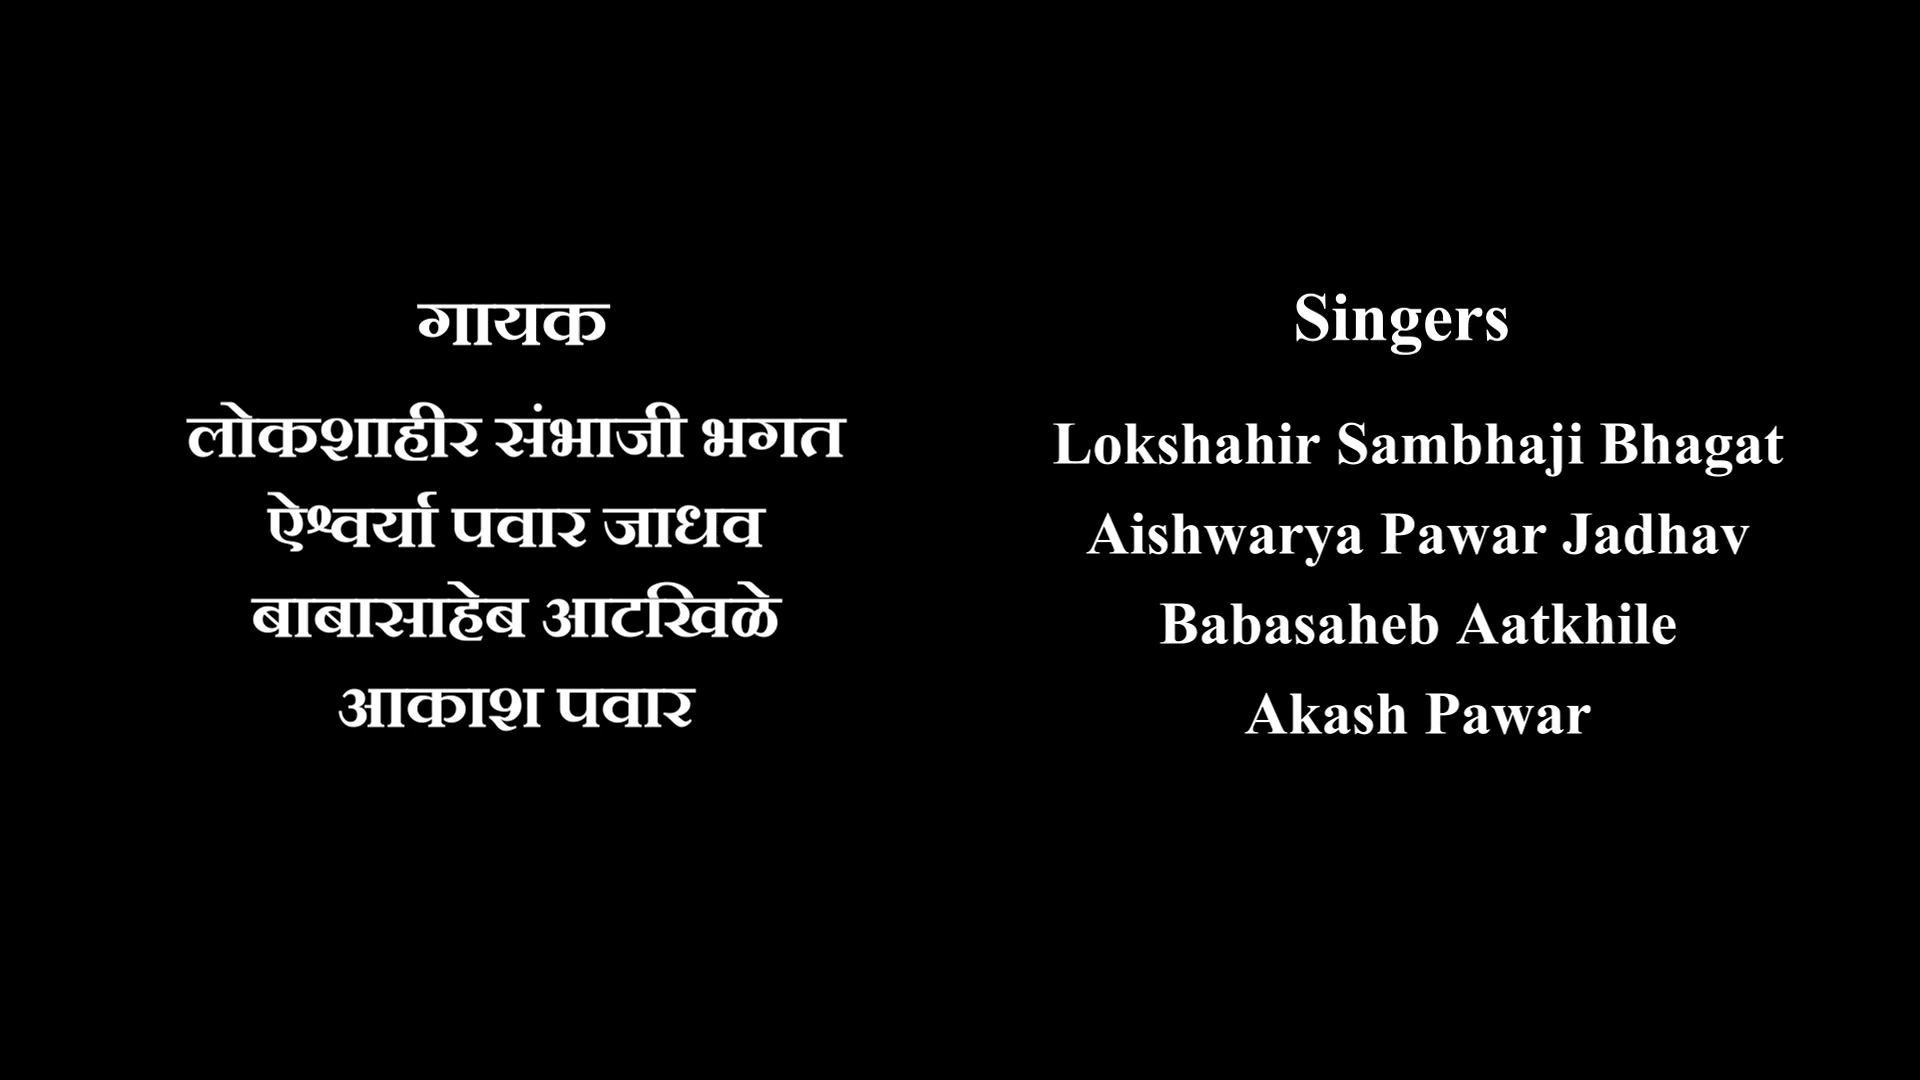 गायक
लोकशाहीर संभाजी भगत
ऐश्वर्या पवार जाधव
बाबासाहेब आटखिळे
आकाश पवार
Singers
Lokshahir Sambhaji Bhagat
Aishwarya Pawar Jadhav
Babasaheb Aatkhile
Akash Pawar